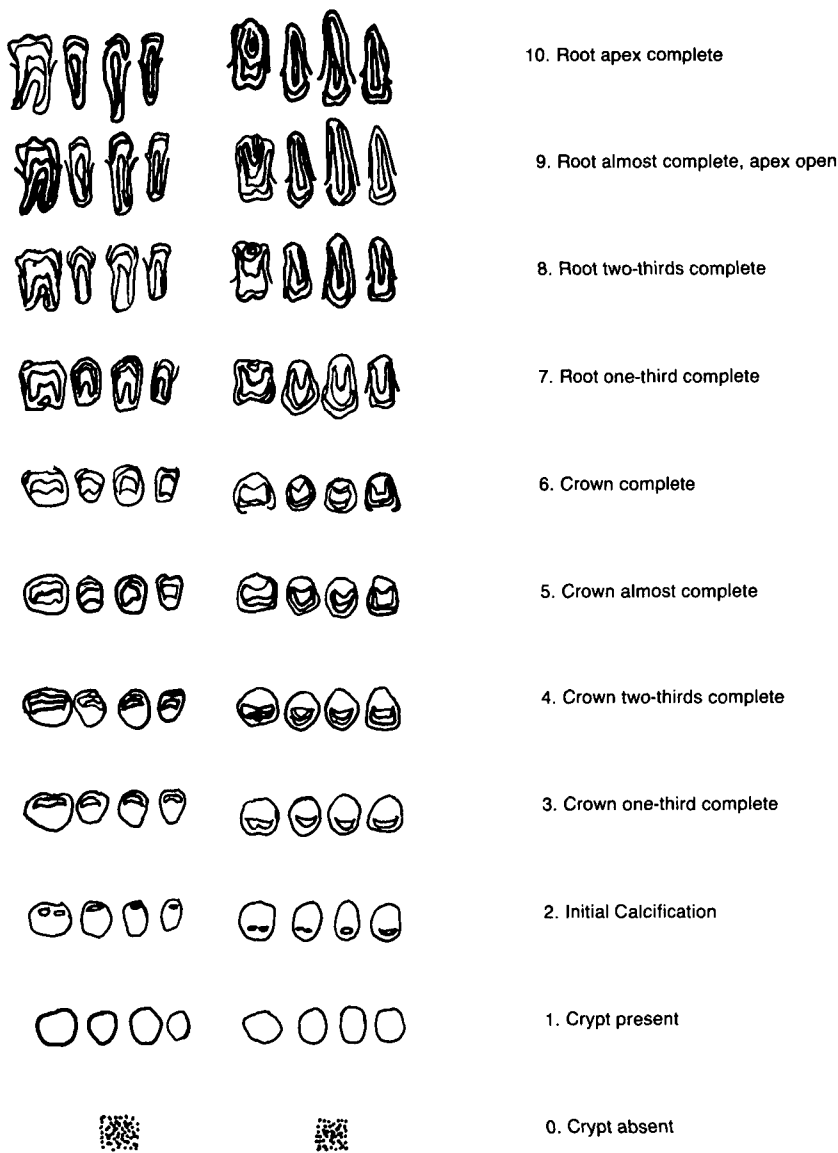 10. Root apex complete
9. Root almost complete, apex open
8. Root two-thirds complete
7. Root one-third complete
6. Crown complete
5. Crown almost complete
4. Crown two-thirds complete
3. Crown one-third complete
2. Initial Calcification
1. Crypt present
0. Crypt absent